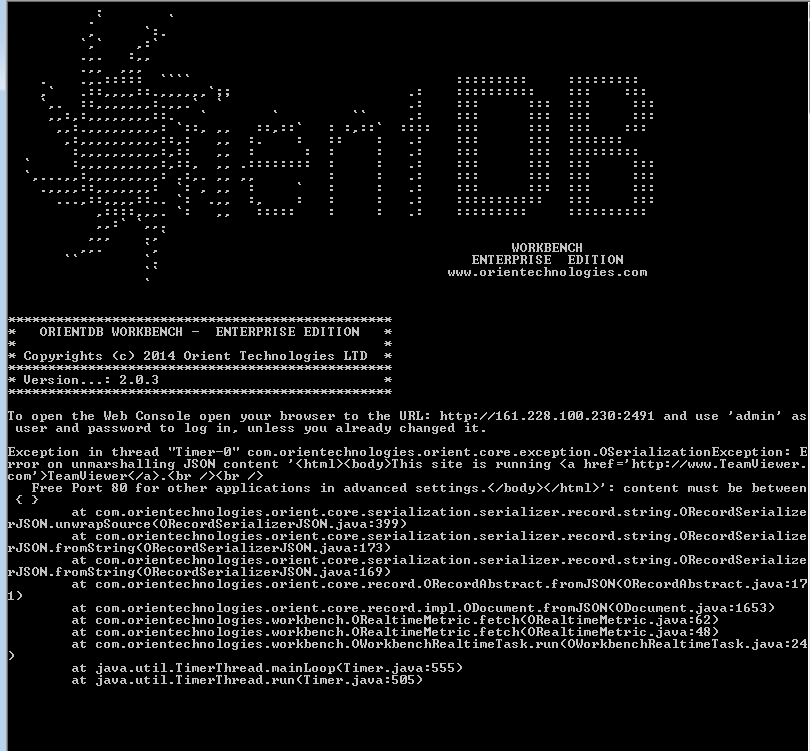 OrientDB
WORKBENCH
ENTERPRISE  EDITION
www.orientechnologies.com
************************************************
*   ORIENTDB WORKBENCH -  ENTERPRISE EDITION   *
*                                              *
* Copyrights (c) 2014 Orient Technologies LTD  *
************************************************
* Version...: 2.0.3                            *
************************************************
To open the Web Console open your browser to the URL: http://161.228.100.230:2491 and use 'admin' as
 user and password to log in, unless you already changed it.
Exception in thread "Timer-0" com.orientechnologies.orient.core.exception.OSerializationException: E
rror on unmarshalling JSON content '<html><body>This site is running <a href='http://www.TeamViewer.
com'>TeamViewer</a>.<br /><br />
   Free Port 80 for other applications in advanced settings.</body></html>': content must be between
 { }
        at com.orientechnologies.orient.core.serialization.serializer.record.string.ORecordSerialize
rJSON.unwrapSource(ORecordSerializerJSON.java:399)
        at com.orientechnologies.orient.core.serialization.serializer.record.string.ORecordSerialize
rJSON.fromString(ORecordSerializerJSON.java:173)
        at com.orientechnologies.orient.core.serialization.serializer.record.string.ORecordSerialize
rJSON.fromString(ORecordSerializerJSON.java:169)
        at com.orientechnologies.orient.core.record.ORecordAbstract.fromJSON(ORecordAbstract.java:17
1)
        at com.orientechnologies.orient.core.record.impl.ODocument.fromJSON(ODocument.java:1653)
        at com.orientechnologies.workbench.ORealtimeMetric.fetch(ORealtimeMetric.java:62)
        at com.orientechnologies.workbench.ORealtimeMetric.fetch(ORealtimeMetric.java:48)
        at com.orientechnologies.workbench.OWorkbenchRealtimeTask.run(OWorkbenchRealtimeTask.java:24
)
        at java.util.TimerThread.mainLoop(Timer.java:555)
        at java.util.TimerThread.run(Timer.java:505)